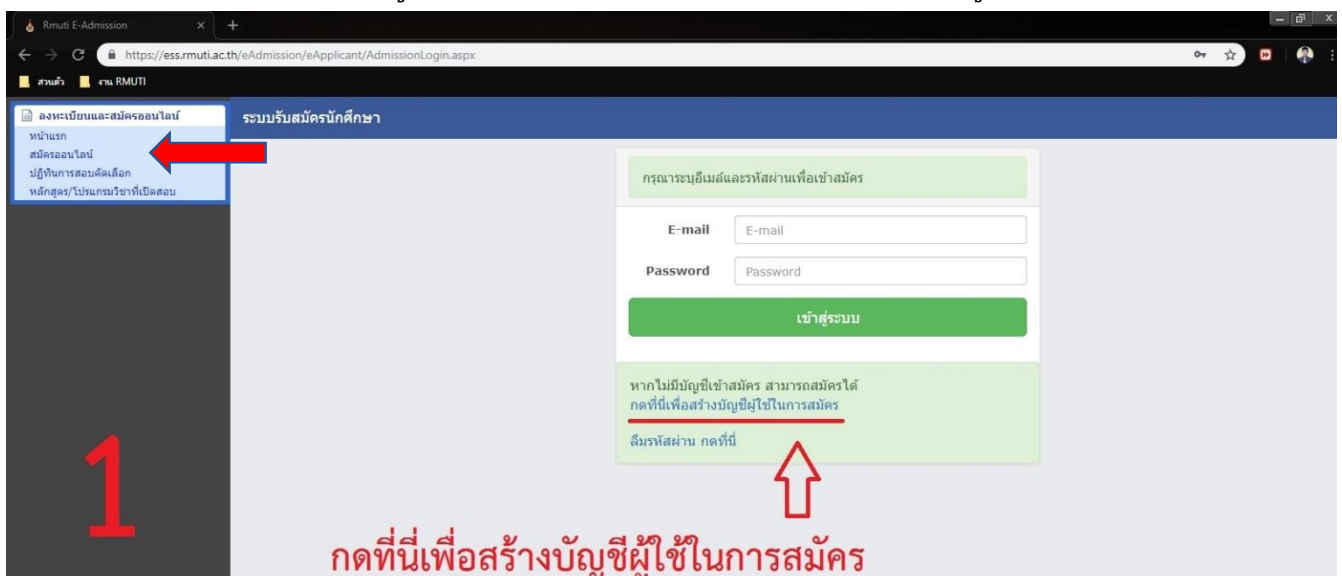 Rmuti E-Admission
https://ess.rmuti.ac.th/eAdmission/eApplicant/AdmissionLogin.aspx
สวนตัว งาน RMUTI
ลงทะเบียนและสมัครออนไลน์
หน้าแรก
สมัครออนไลน์
ปฏิทินการสอบคัดเลือก
หลักสูตร/โปรแกรมวิชาที่เปิดสอบ
ระบบรับสมัครนักศึกษา
กรุณาระบุอีเมล์และรหัสผ่านเพื่อเข้าสมัคร
E-mail E-mail
Password Password
เข้าสู่ระบบ
หากไม่มีบัญชีเข้าสมัคร สามารถสมัครได้
กดที่นี่เพื่อสร้างบัญชีผู้ใช้ในการสมัคร
ลืมรหัสผ่าน กดที่นี่
1
กดที่นี่เพื่อสร้างบัญชีผู้ใช้ในการสมัคร